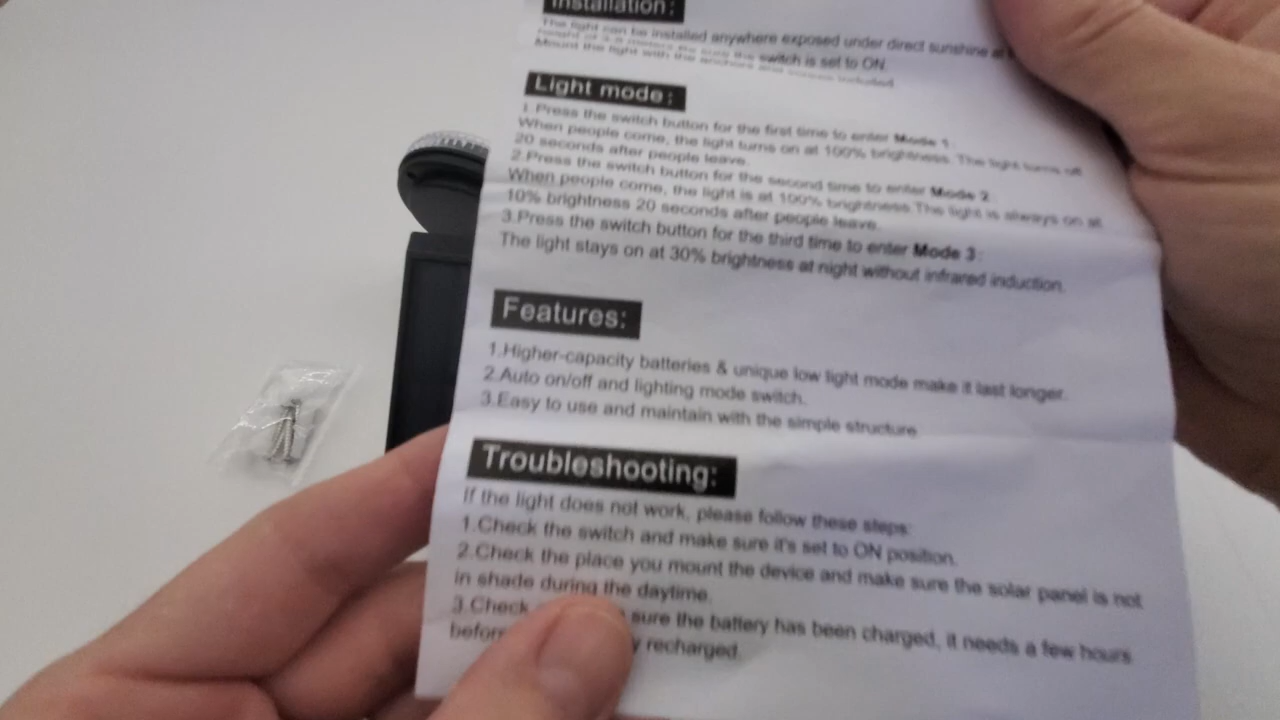 Installation:
The light can be installed anywhere exposed under direct sunshine at
height of the switch is set to ON.
Mount the light with the anchors and screws included.
Light mode:
1.Press the switch button for the first time to enter Mode 1:
When people come, the light turns on at 100% brightness. The light turns off
20 seconds after people leave.
2.Press the switch button for the second time to enter Mode 2:
When people come, the light is at 100% brightness.The light is always on at
10% brightness 20 seconds after people leave.
3.Press the switch button for the third time to enter Mode 3:
The light stays on at 30% brightness at night without infrared induction.
Features:
1.Higher-capacity batteries & unique low light mode make it last longer.
2.Auto on/off and lighting mode switch.
3.Easy to use and maintain with the simple structure
Troubleshooting:
If the light does not work, please follow these steps:
1.Check the switch and make sure it's set to ON position.
2.Check the place you mount the device and make sure the solar panel is not
in shade during the daytime.
3.Check sure the battery has been charged, it needs a few hours
before recharged.